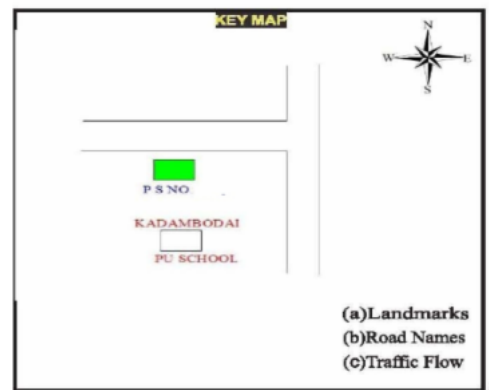 KEY MAP
N
W E
S
P S NO
KADAMBODAI
PU SCHOOL
(a)Landmarks
(b)Road Names
(c)Traffic Flow